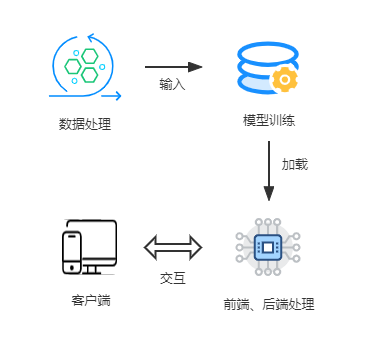 输入
数据处理
模型训练
加载
交互
客户端
前端、后端处理